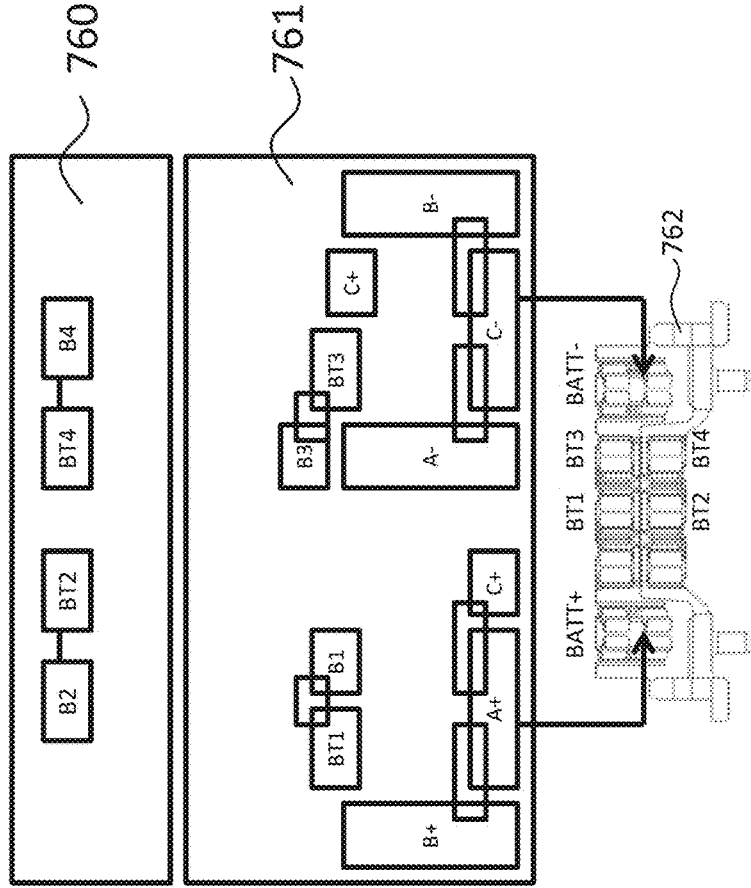 B2
BT2
BT4
B4
760
761
B3
BT1
B1
BT3
C+
B+
A-
B-
A+
C+
C-
762
BATT+
BT1
BT3
BATT-
BT2
BT4